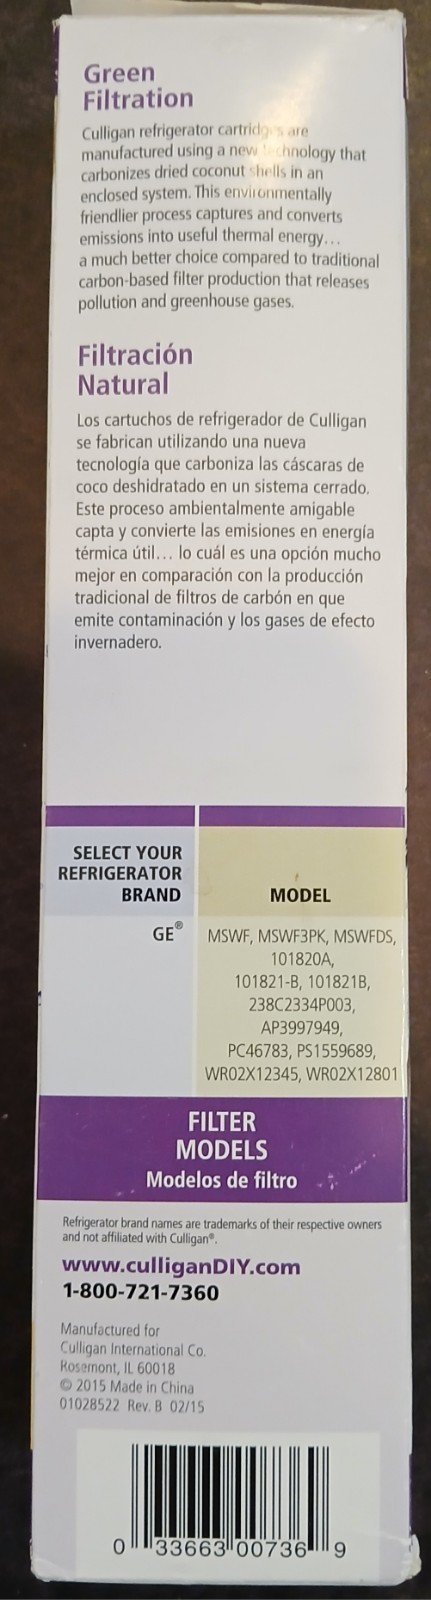 Green
Filtration
Culligan refrigerator cartridges are
manufactured using a new technology that
carbonizes dried coconut shells in an
enclosed system. This environmentally
friendlier process captures and converts
emissions into useful thermal energy...
a much better choice compared to traditional
carbon-based filter production that releases
pollution and greenhouse gases.
Filtración
Natural
Los cartuchos de refrigerador de Culligan
se fabrican utilizando una nueva
tecnología que carboniza las cáscaras de
coco deshidratado en un sistema cerrado.
Este proceso ambientalmente amigable
capta y convierte las emisiones en energía
térmica útil... lo cuál es una opción mucho
mejor en comparación con la producción
tradicional de filtros de carbón en que
emite contaminación y los gases de efecto
invernadero.
SELECT YOUR
REFRIGERATOR
BRAND
MODEL
GE®
MSWF, MSWF3PK, MSWFDS,
101820A,
101821-B, 101821B,
238C2334P003,
AP3997949,
PC46783, PS1559689,
WR02X12345, WR02X12801
FILTER
MODELS
Modelos de filtro
Refrigerator brand names are trademarks of their respective owners
and not affiliated with Culligan®.
www.culliganDIY.com
1-800-721-7360
Manufactured for
Culligan International Co.
Rosemont, IL 60018
© 2015 Made in China
01028522 Rev. B 02/15
0 33663 00736 9